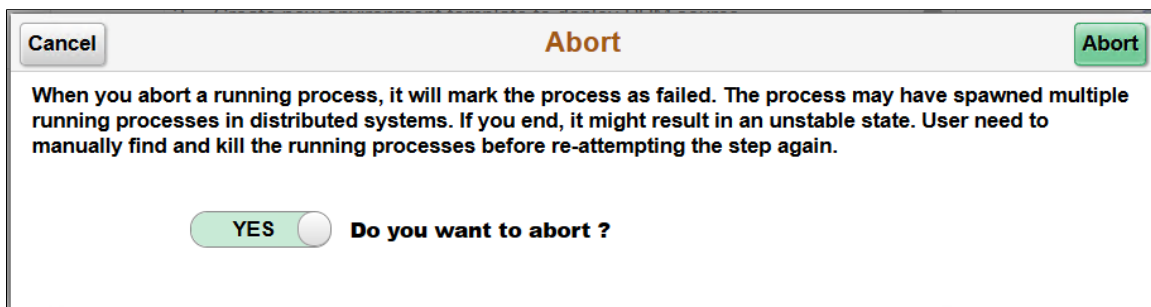 Cancel
Abort
Abort
When you abort a running process, it will mark the process as failed. The process may have spawned multiple
running processes in distributed systems. If you end, it might result in an unstable state. User need to
manually find and kill the running processes before re-attempting the step again.
YES Do you want to abort ?